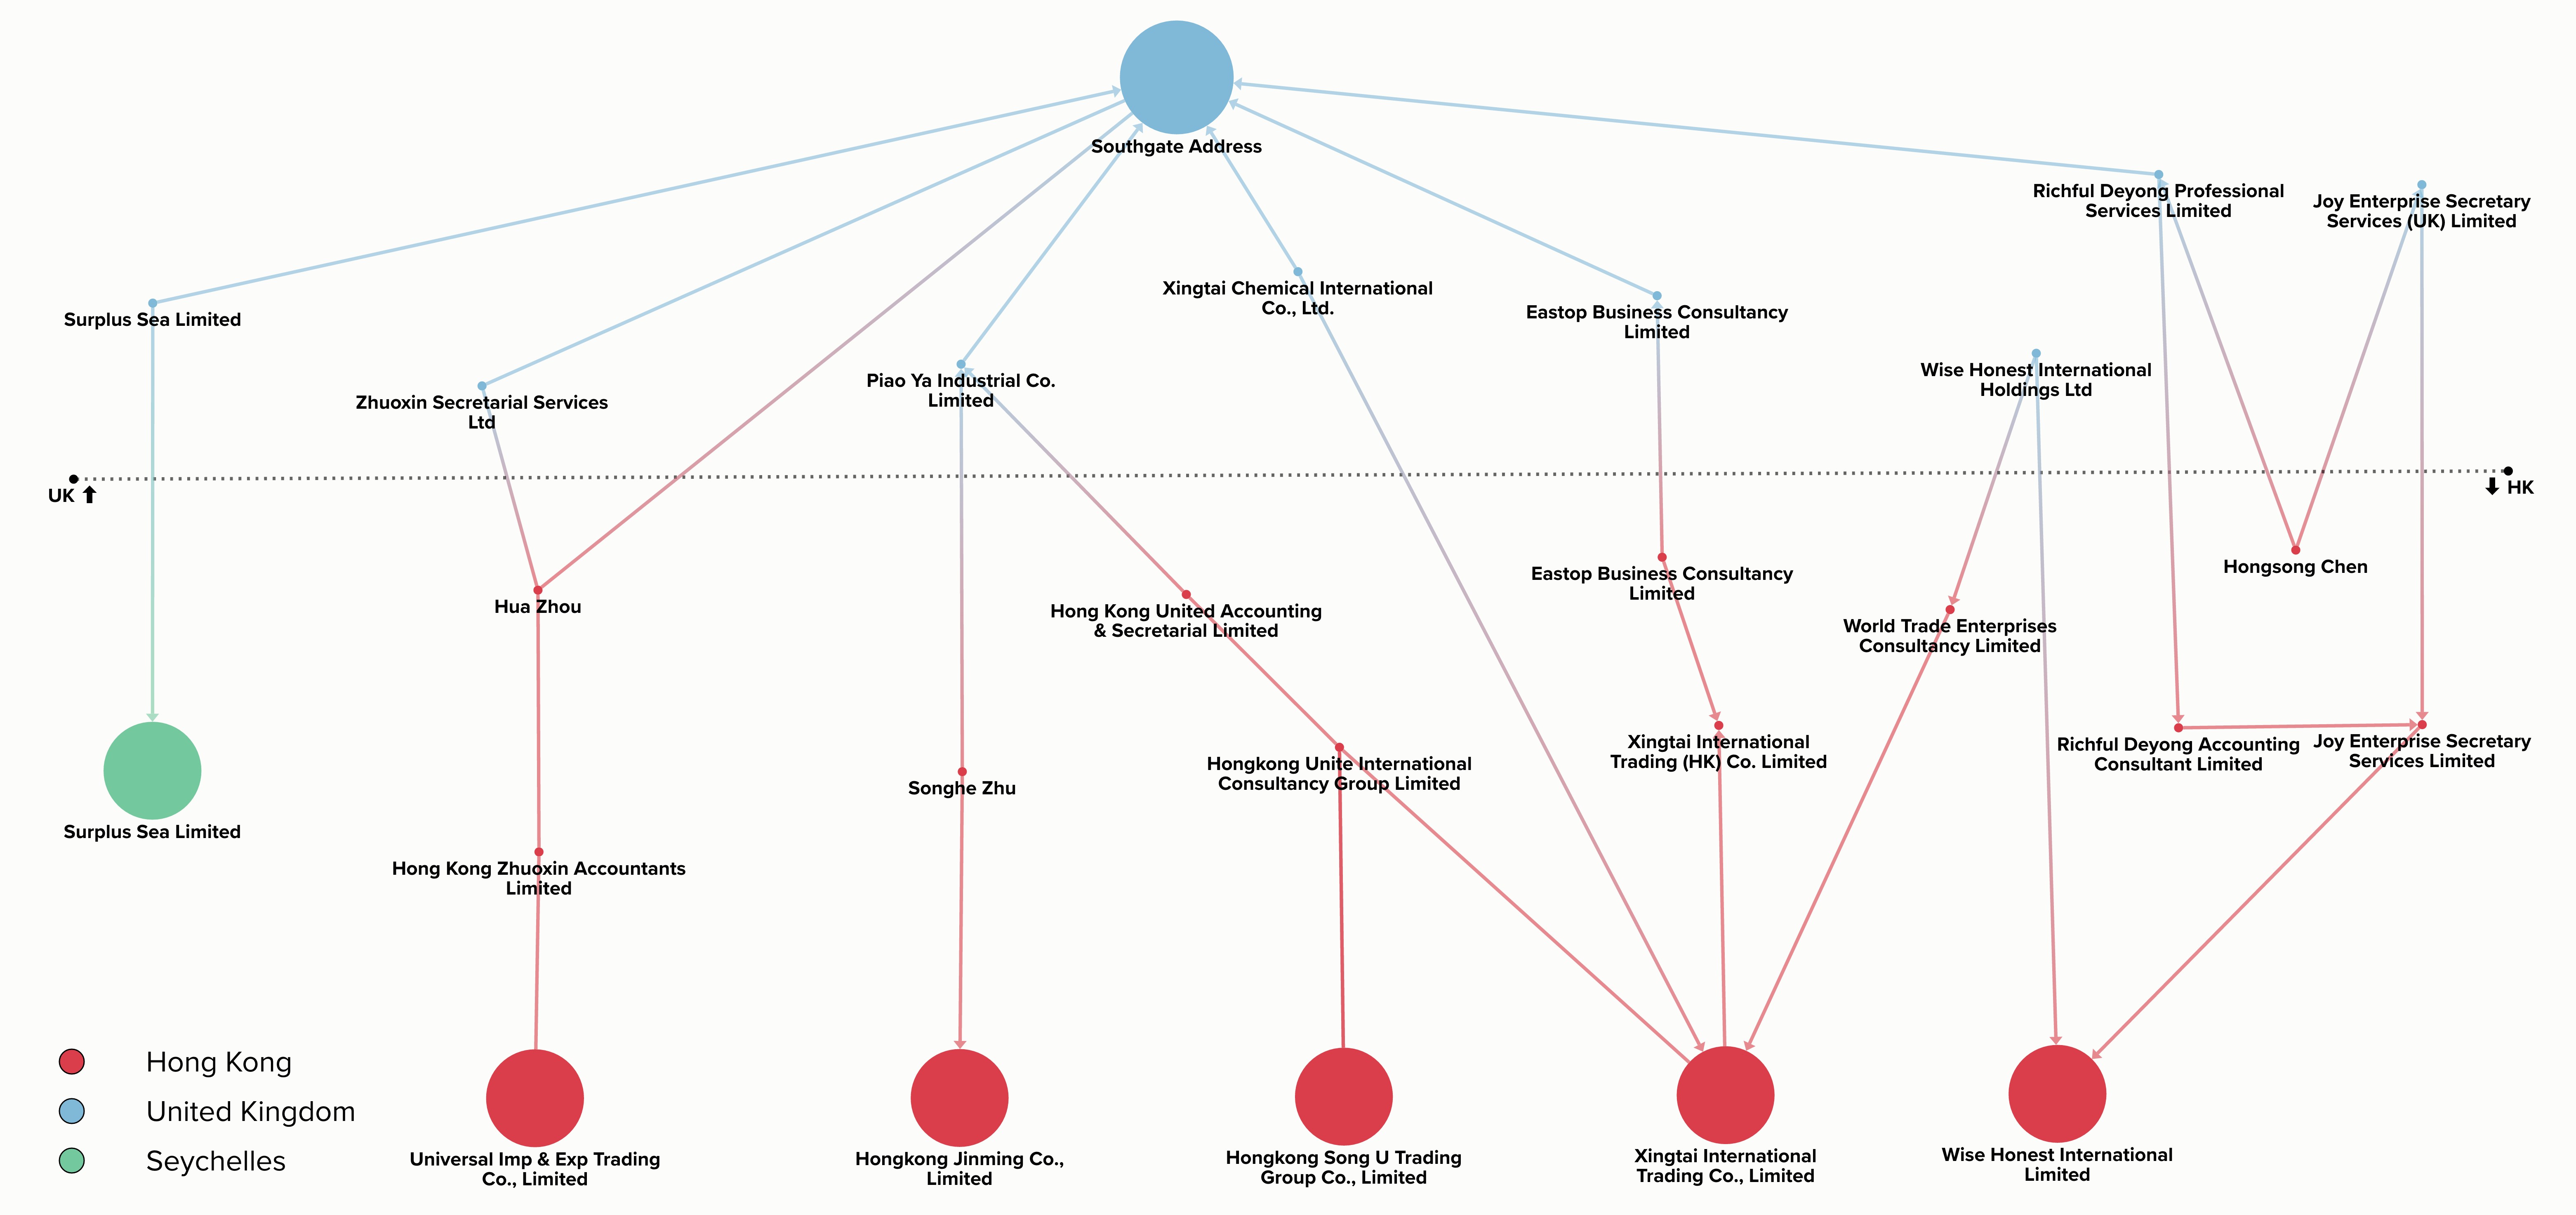 Southgate Address
Richful Deyong Professional
Services Limited
Joy Enterprise Secretary
Services (UK) Limited
Xingtai Chemical International
Co., Ltd.
Surplus Sea Limited
Eastop Business Consultancy
Limited
Zhuoxin Secretarial Services
Ltd
Piao Ya Industrial Co.
Limited
Wise Honest International
Holdings Ltd
UK
HK
Hua Zhou
Hong Kong United Accounting
& Secretarial Limited
Eastop Business Consultancy
Limited
World Trade Enterprises
Consultancy Limited
Hongsong Chen
Surplus Sea Limited
Hong Kong Zhuoxin Accountants
Limited
Songhe Zhu
Hongkong Unite International
Consultancy Group Limited
Xingtai International
Trading (HK) Co. Limited
Richful Deyong Accounting
Consultant Limited
Joy Enterprise Secretary
Services Limited
Hong Kong
United Kingdom
Seychelles
Universal Imp & Exp Trading
Co., Limited
Hongkong Jinming Co.,
Limited
Hongkong Song U Trading
Group Co., Limited
Xingtai International
Trading Co., Limited
Wise Honest International
Limited